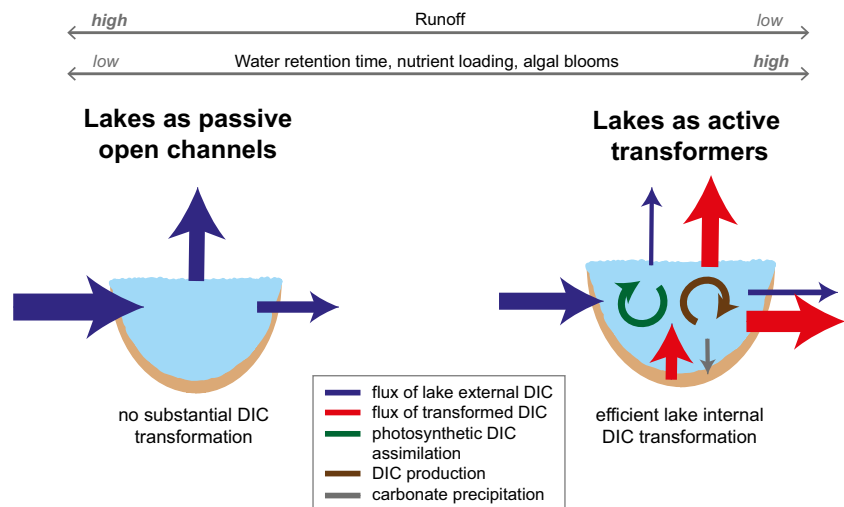 high Runoff low
low Water retention time, nutrient loading, algal blooms high
Lakes as passive
open channels
Lakes as active
transformers
no substantial DIC
transformation
flux of lake external DIC
flux of transformed DIC
photosynthetic DIC
assimilation
DIC production
carbonate precipitation
efficient lake internal
DIC transformation